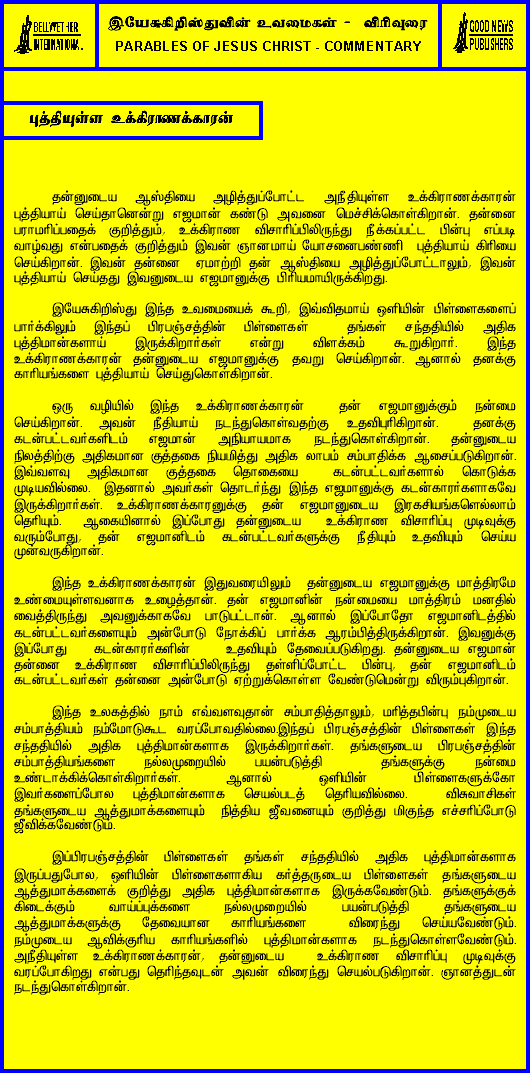 BELLWETHER
INTERNATIONAL
இயேசுகிறிஸ்துவின் உவமைகள் - விரிவுரை
PARABLES OF JESUS CHRIST - COMMENTARY
GOOD NEWS
PUBLISHERS
புத்தியுள்ள உக்கிராணக்காரன்
தன்னுடைய ஆஸ்தியை அழித்துப்போட்ட அநீதியுள்ள உக்கிராணக்காரன்
புத்தியாய் செய்தானென்று எஜமான் கண்டு அவனை மெச்சிக்கொள்கிறான். தன்னை
பராமரிப்பதைக் குறித்தும், உக்கிராண விசாரிப்பிலிருந்து நீக்கப்பட்ட பின்பு எப்படி
வாழ்வது என்பதைக் குறித்தும் இவன் ஞானமாய் யோசனைபண்ணி புத்தியாய் கிரியை
செய்கிறான். இவன் தன்னை ஏமாற்றி தன் ஆஸ்தியை அழித்துப்போட்டாலும், இவன்
புத்தியாய் செய்தது இவனுடைய எஜமானுக்கு பிரியமாயிருக்கிறது.
இயேசுகிறிஸ்து இந்த உவமையைக் கூறி, இவ்விதமாய் ஒளியின் பிள்ளைகளைப்
பார்க்கிலும் இந்தப் பிரபஞ்சத்தின் பிள்ளைகள் தங்கள் சந்ததியில் அதிக
புத்திமான்களாய் இருக்கிறார்கள் என்று விளக்கம் கூறுகிறார். இந்த
உக்கிராணக்காரன் தன்னுடைய எஜமானுக்கு தவறு செய்கிறான். ஆனால் தனக்கு
காரியங்களை புத்தியாய் செய்துகொள்கிறான்.
ஒரு வழியில் இந்த உக்கிராணக்காரன் தன் எஜமானுக்கும் நன்மை
செய்கிறான். அவன் நீதியாய் நடந்துகொள்வதற்கு உதவிபுரிகிறான். தனக்கு
கடன்பட்டவர்களிடம் எஜமான் அநியாயமாக நடந்துகொள்கிறான். தன்னுடைய
நிலத்திற்கு அதிகமான குத்தகை நியமித்து அதிக லாபம் சம்பாதிக்க ஆசைப்படுகிறான்.
இவ்வளவு அதிகமான குத்தகை தொகையை கடன்பட்டவர்களால் கொடுக்க
முடியவில்லை. இதனால் அவர்கள் தொடர்ந்து இந்த எஜமானுக்கு கடன்காரர்களாகவே
இருக்கிறார்கள். உக்கிராணக்காரனுக்கு தன் எஜமானுடைய இரகசியங்களெல்லாம்
தெரியும். ஆகையினால் இப்போது தன்னுடைய உக்கிராண விசாரிப்பு முடிவுக்கு
வரும்போது, தன் எஜமானிடம் கடன்பட்டவர்களுக்கு நீதியும் உதவியும் செய்ய
முன்வருகிறான்.
இந்த உக்கிராணக்காரன் இதுவரையிலும் தன்னுடைய எஜமானுக்கு மாத்திரமே
உண்மையுள்ளவனாக உழைத்தான். தன் எஜமானின் நன்மையை மாத்திரம் மனதில்
வைத்திருந்து அவனுக்காகவே பாடுபட்டான். ஆனால் இப்போதோ எஜமானிடத்தில்
கடன்பட்டவர்களையும் அன்போடு நோக்கிப் பார்க்க ஆரம்பித்திருக்கிறான். இவனுக்கு
இப்போது கடன்காரர்களின் உதவியும் தேவைப்படுகிறது. தன்னுடைய எஜமான்
தன்னை உக்கிராண விசாரிப்பிலிருந்து தள்ளிப்போட்ட பின்பு, தன் எஜமானிடம்
கடன்பட்டவர்கள் தன்னை அன்போடு ஏற்றுக்கொள்ள வேண்டுமென்று விரும்புகிறான்.
இந்த உலகத்தில் நாம் எவ்வளவுதான் சம்பாதித்தாலும், மரித்தபின்பு நம்முடைய
சம்பாத்தியம் நம்மோடுகூட வரப்போவதில்லை.இந்தப் பிரபஞ்சத்தின் பிள்ளைகள் இந்த
சந்ததியில் அதிக புத்திமான்களாக இருக்கிறார்கள். தங்களுடைய பிரபஞ்சத்தின்
சம்பாத்தியங்களை நல்லமுறையில் பயன்படுத்தி தங்களுக்கு நன்மை
உண்டாக்கிக்கொள்கிறார்கள். ஆனால் ஒளியின் பிள்ளைகளுக்கோ
இவர்களைப்போல புத்திமான்களாக செயல்படத் தெரியவில்லை. விசுவாசிகள்
தங்களுடைய ஆத்துமாக்களையும் நித்திய ஜீவனையும் குறித்து மிகுந்த எச்சரிப்போடு
ஜீவிக்கவேண்டும்.
இப்பிரபஞ்சத்தின் பிள்ளைகள் தங்கள் சந்ததியில் அதிக புத்திமான்களாக
இருப்பதுபோல, ஒளியின் பிள்ளைகளாகிய கர்த்தருடைய பிள்ளைகள் தங்களுடைய
ஆத்துமாக்களைக் குறித்து அதிக புத்திமான்களாக இருக்கவேண்டும். தங்களுக்குக்
கிடைக்கும் வாய்ப்புக்களை நல்லமுறையில் பயன்படுத்தி தங்களுடைய
ஆத்துமாக்களுக்கு தேவையான காரியங்களை விரைந்து செய்யவேண்டும்.
நம்முடைய ஆவிக்குரிய காரியங்களில் புத்திமான்களாக நடந்துகொள்ளவேண்டும்.
அநீதியுள்ள உக்கிராணக்காரன், தன்னுடைய உக்கிராண விசாரிப்பு முடிவுக்கு
வரப்போகிறது என்பது தெரிந்தவுடன் அவன் விரைந்து செயல்படுகிறான். ஞானத்துடன்
நடந்துகொள்கிறான்.